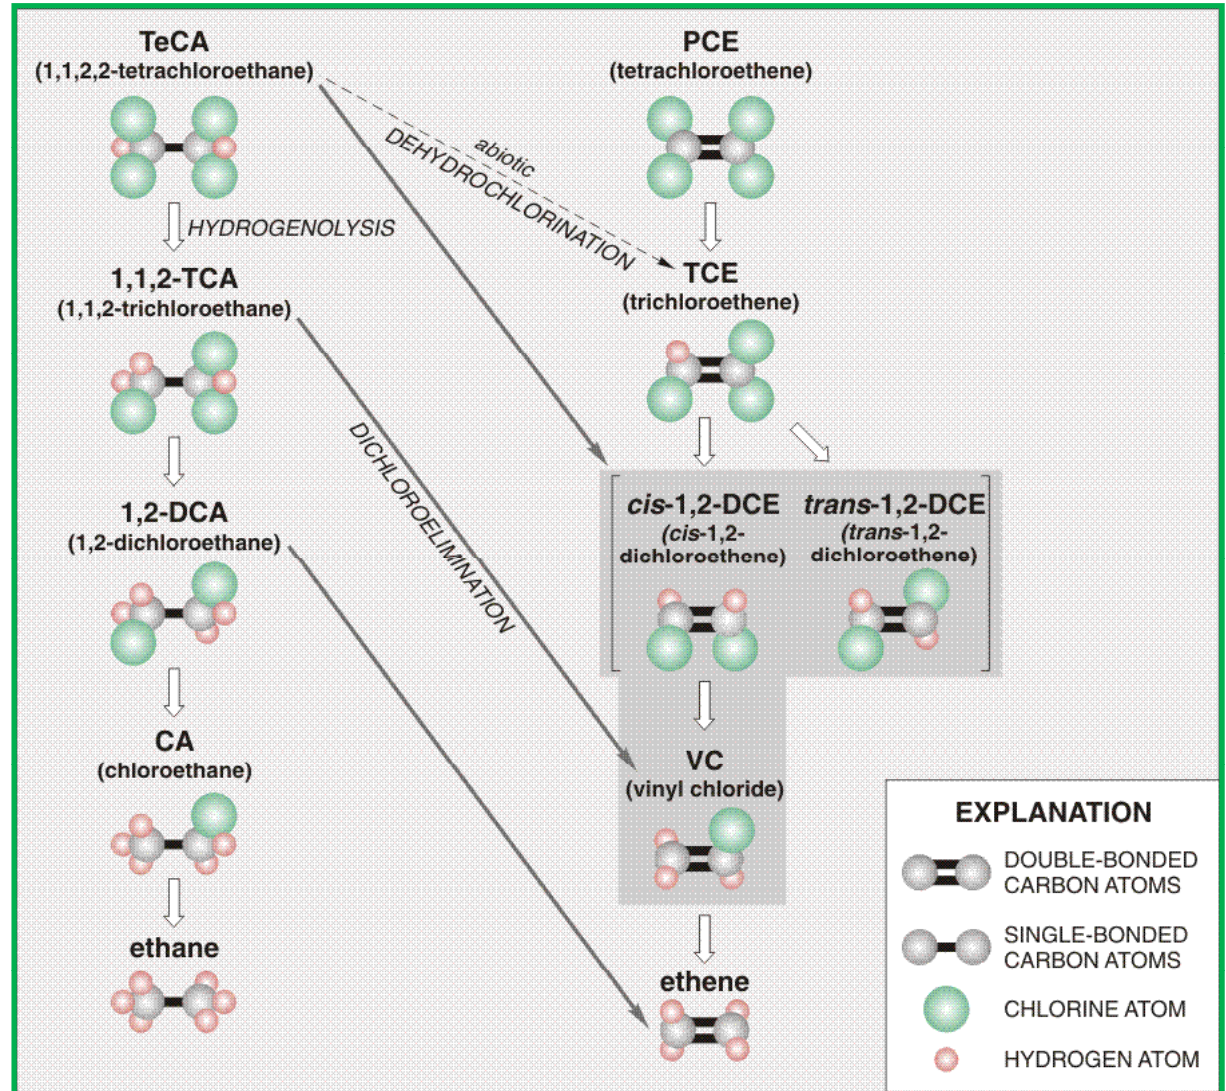 TeCA
(1,1,2,2-tetrachloroethane)
PCE
(tetrachloroethene)
abiotic
DEHYDROCHLORINATION
HYDROGENOLYSIS
1,1,2-TCA
(1,1,2-trichloroethane)
TCE
(trichloroethene)
DICHLOROELIMINATION
1,2-DCA
(1,2-dichloroethane)
cis-1,2-DCE
(cis-1,2-
dichloroethene)
trans-1,2-DCE
(trans-1,2-
dichloroethene)
CA
(chloroethane)
VC
(vinyl chloride)
ethane
ethene
EXPLANATION
DOUBLE-BONDED
CARBON ATOMS
SINGLE-BONDED
CARBON ATOMS
CHLORINE ATOM
HYDROGEN ATOM